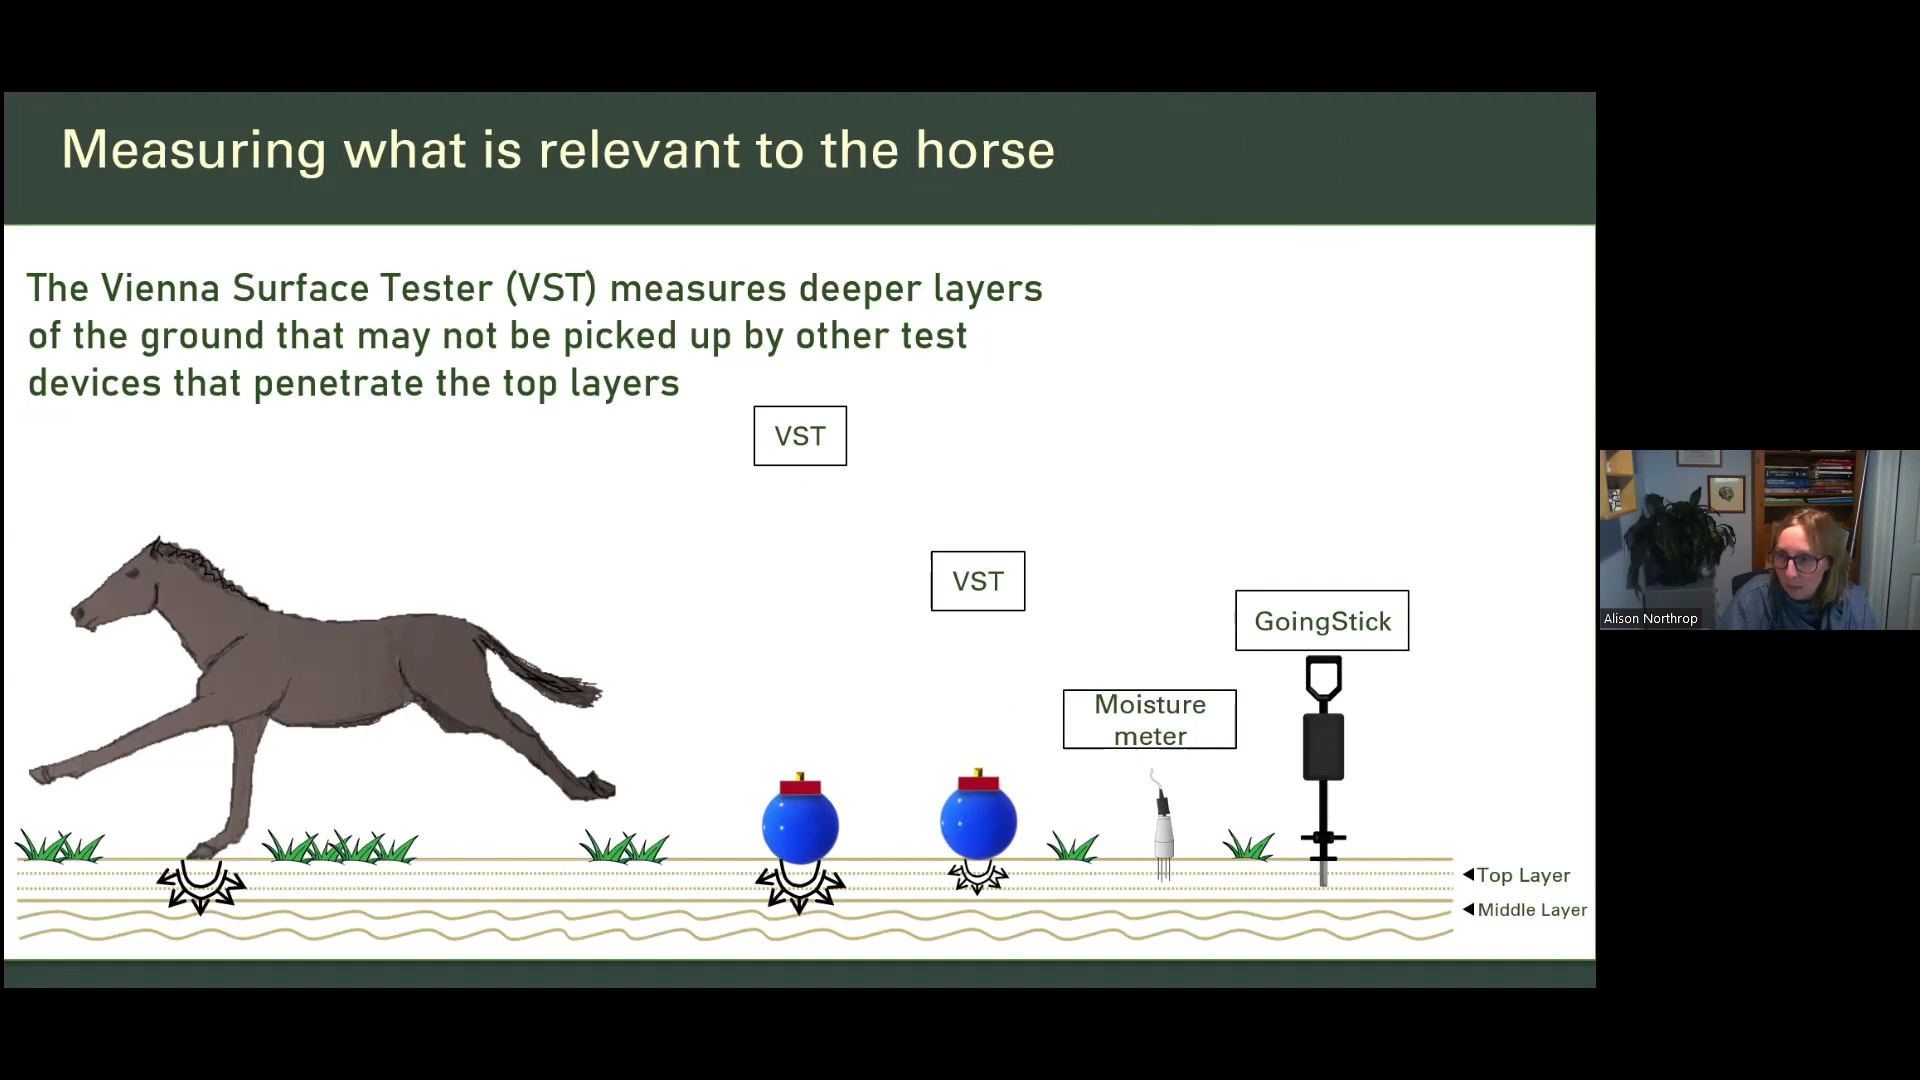 Measuring what is relevant to the horse
The Vienna Surface Tester (VST) measures deeper layers
of the ground that may not be picked up by other test
devices that penetrate the top layers
VST
VST
GoingStick
Moisture
meter
Top Layer
Middle Layer
Alison Northrop